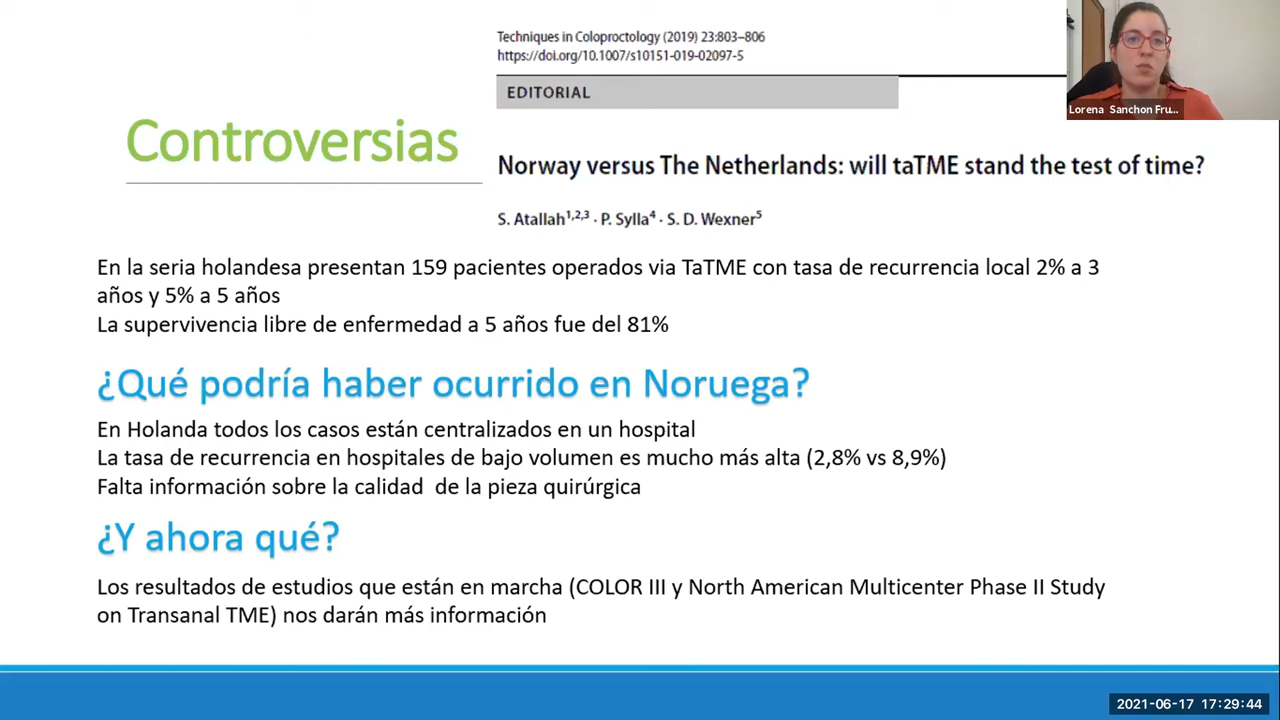 Techniques in Coloproctology (2019) 23:803–806
https://doi.org/10.1007/s10151-019-02097-5
EDITORIAL
Lorena Sanchon Fru...
Controversias
Norway versus The Netherlands: will taTME stand the test of time?
S. Atallah1,2,3 · P. Sylla4 · S. D. Wexner5
En la seria holandesa presentan 159 pacientes operados via TaTME con tasa de recurrencia local 2% a 3
años y 5% a 5 años
La supervivencia libre de enfermedad a 5 años fue del 81%
¿Qué podría haber ocurrido en Noruega?
En Holanda todos los casos están centralizados en un hospital
La tasa de recurrencia en hospitales de bajo volumen es mucho más alta (2,8% vs 8,9%)
Falta información sobre la calidad de la pieza quirúrgica
¿Y ahora qué?
Los resultados de estudios que están en marcha (COLOR III y North American Multicenter Phase II Study
on Transanal TME) nos darán más información
2021-06-17 17:29:44